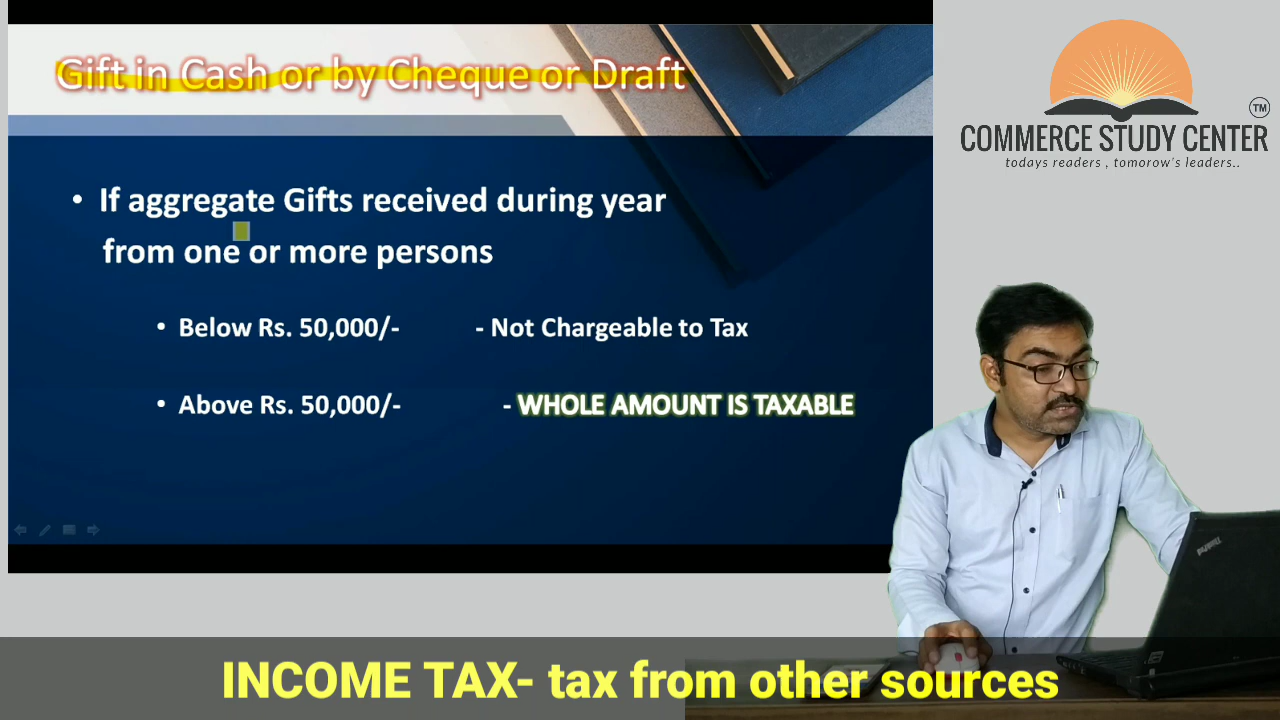 Gift in Cash or by Cheque or Draft
• If aggregate Gifts received during year
from one or more persons
• Below Rs. 50,000/- - Not Chargeable to Tax
• Above Rs. 50,000/- - WHOLE AMOUNT IS TAXABLE
TM
COMMERCE STUDY CENTER
todays readers , tomorow's leaders..
ThinkPad
INCOME TAX- tax from other sources